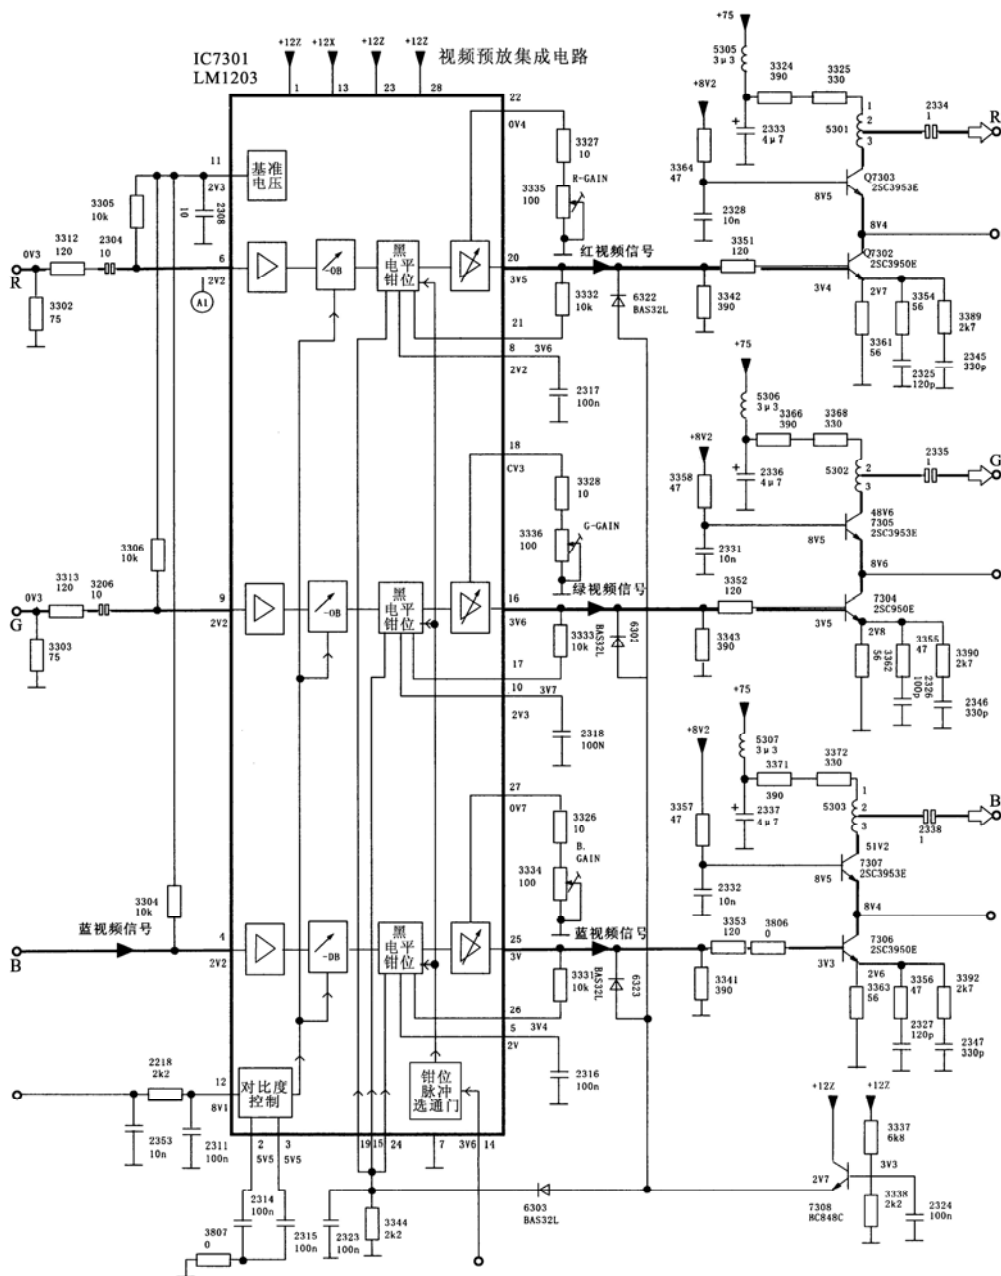 IC7301
LM1203
+12Z
+12X
+12Z
+12Z
视频预放集成电路
1
13
23
28
22
0V4
3327
10
R-GAIN
3335
100
+75
5305
3μ3
3324
390
3325
330
+8V2
+
2333
4μ7
1
2
3
5301
2334
1
R
3364
47
Q7303
2SC3953E
8V5
2328
10n
8V4
11
2V3
基准
电压
3305
10k
2308
10
0V3
3312
120
2304
10
6
2V2
R
A1
3302
75
-OB
黑
电平
钳位
20
3V5
红视频信号
3351
120
Q7302
2SC3950E
3V4
2V7
3332
10k
6322
BAS32L
3342
390
21
8
3V6
2V2
2317
100n
3361
56
3354
56
2325
120p
3389
2k7
2345
330p
+75
5306
3μ3
3366
390
3368
330
+8V2
+
2336
4μ7
5302
2
3
2335
1
G
18
CV3
3328
10
G-GAIN
3336
100
3358
47
48V6
7305
2SC3953E
8V5
2331
10n
8V6
3306
10k
0V3
3313
120
3206
10
9
2V2
G
3303
75
-OB
黑
电平
钳位
16
3V6
绿视频信号
3352
120
7304
2SC950E
3V5
2V8
3333
10k
BAS32L
6301
3343
390
17
10
3V7
2V3
2318
100N
3362
56
3355
47
2326
100p
3390
2k7
2346
330p
+75
5307
3μ3
3371
390
3372
330
+8V2
+
2337
4μ7
1
2
3
5303
2338
1
B
27
0V7
3326
10
B.
GAIN
3334
100
3357
47
51V2
7307
2SC3953E
8V5
2332
10n
8V4
3304
10k
蓝视频信号
4
2V2
B
-DB
黑
电平
钳位
25
3V
蓝视频信号
3353
120
3806
0
7306
2SC3950E
3V3
2V6
3331
10k
BAS32L
6323
3341
390
26
5
3V4
2V
2316
100n
3363
56
3356
47
2327
120p
3392
2k7
2347
330p
2218
2k2
12
8V1
对比度
控制
钳位
脉冲
选通门
2353
10n
2311
100n
2
5V5
3
5V5
19
15
24
7
3V6
14
2314
100n
3807
0
2315
100n
2323
100n
3344
2k2
6303
BAS32L
+12Z
+12Z
3337
6k8
3V3
2V7
7308
BC848C
3338
2k2
2324
100n